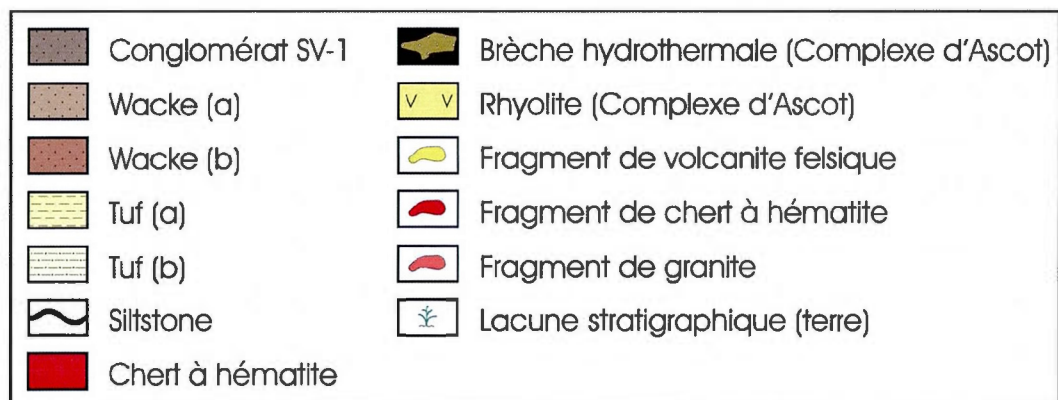 Conglomérat SV-1
Wacke (a)
Wacke (b)
Tuf (a)
Tuf (b)
Siltstone
Chert à hématite
Brèche hydrothermale (Complexe d'Ascot)
V V
Rhyolite (Complexe d'Ascot)
Fragment de volcanite felsique
Fragment de chert à hématite
Fragment de granite
Lacune stratigraphique (terre)